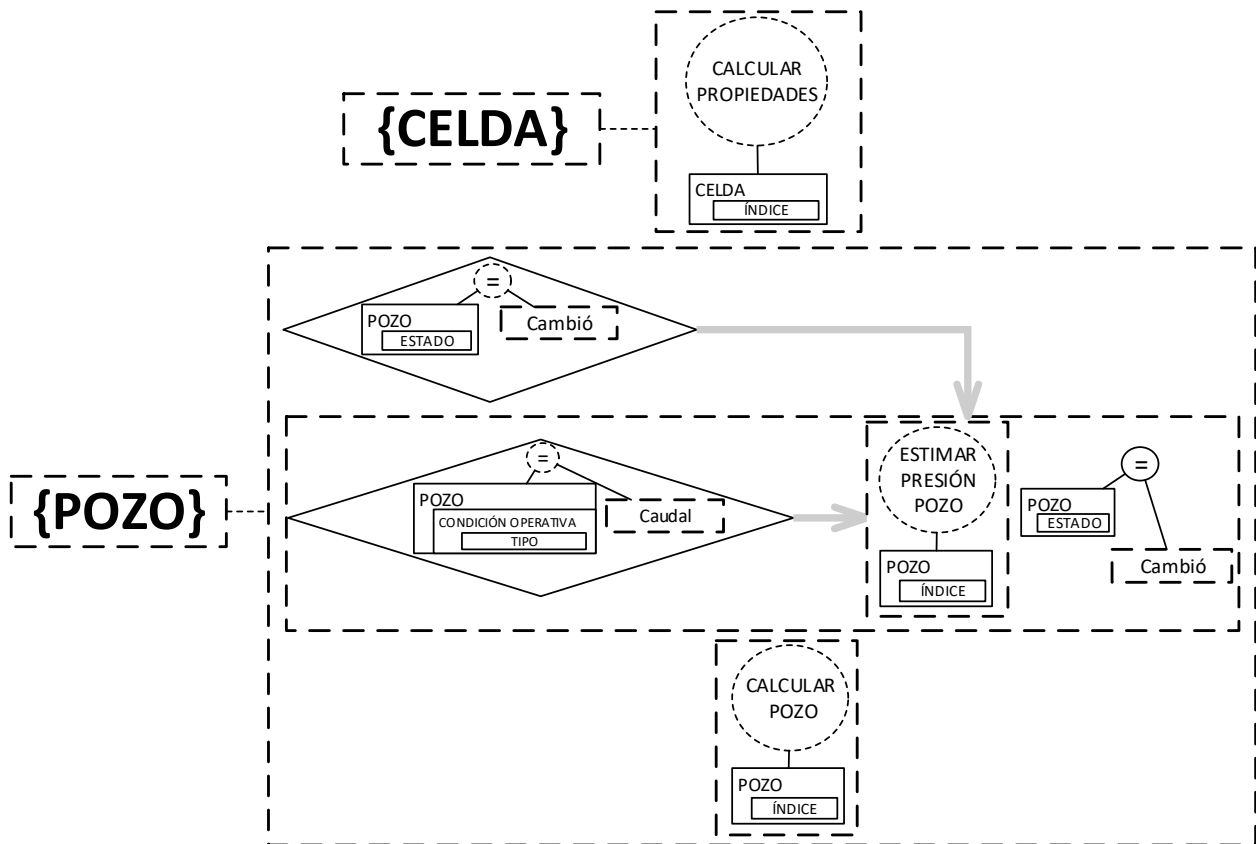 CALCULAR
PROPIEDADES
{CELDA}
CELDA
ÍNDICE
=
POZO
ESTADO
Cambió
{POZO}
=
POZO
CONDICIÓN OPERATIVA
TIPO
Caudal
ESTIMAR
PRESIÓN
POZO
POZO
ÍNDICE
=
POZO
ESTADO
Cambió
CALCULAR
POZO
POZO
ÍNDICE